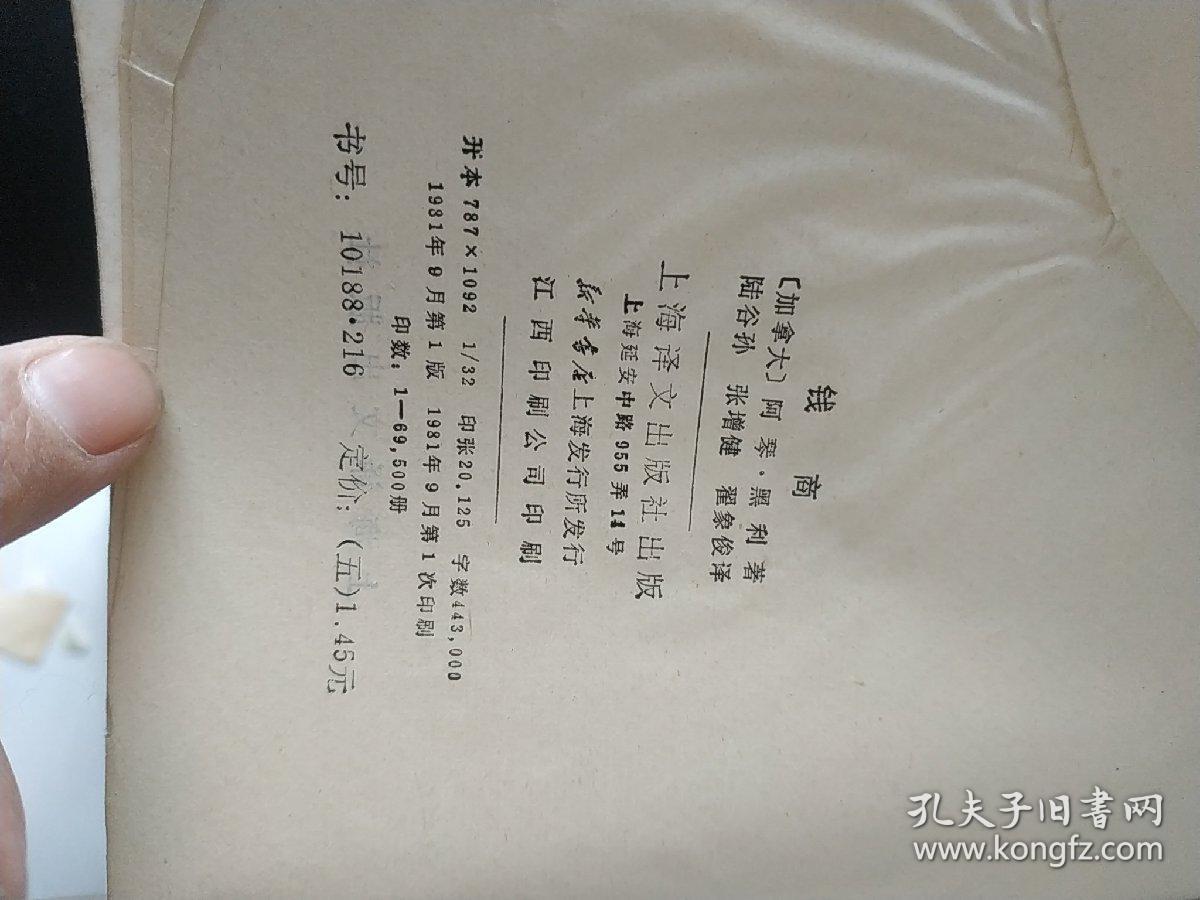 钱 商
〔加拿大〕阿 琴·黑 利 著
陆谷孙 张增健 翟象俊译
上海译文出版社出版
上海延安中路955弄14号
新华书店上海发行所发行
江西印刷公司印刷
开本787×1092 1/32 印张20.125 字数443,000
1981年9月第1版 1981年9月第1次印刷
印数：1—69,500册
书号：10188·216 定价：(五)1.45元
孔夫子旧书网
www.kongfz.com